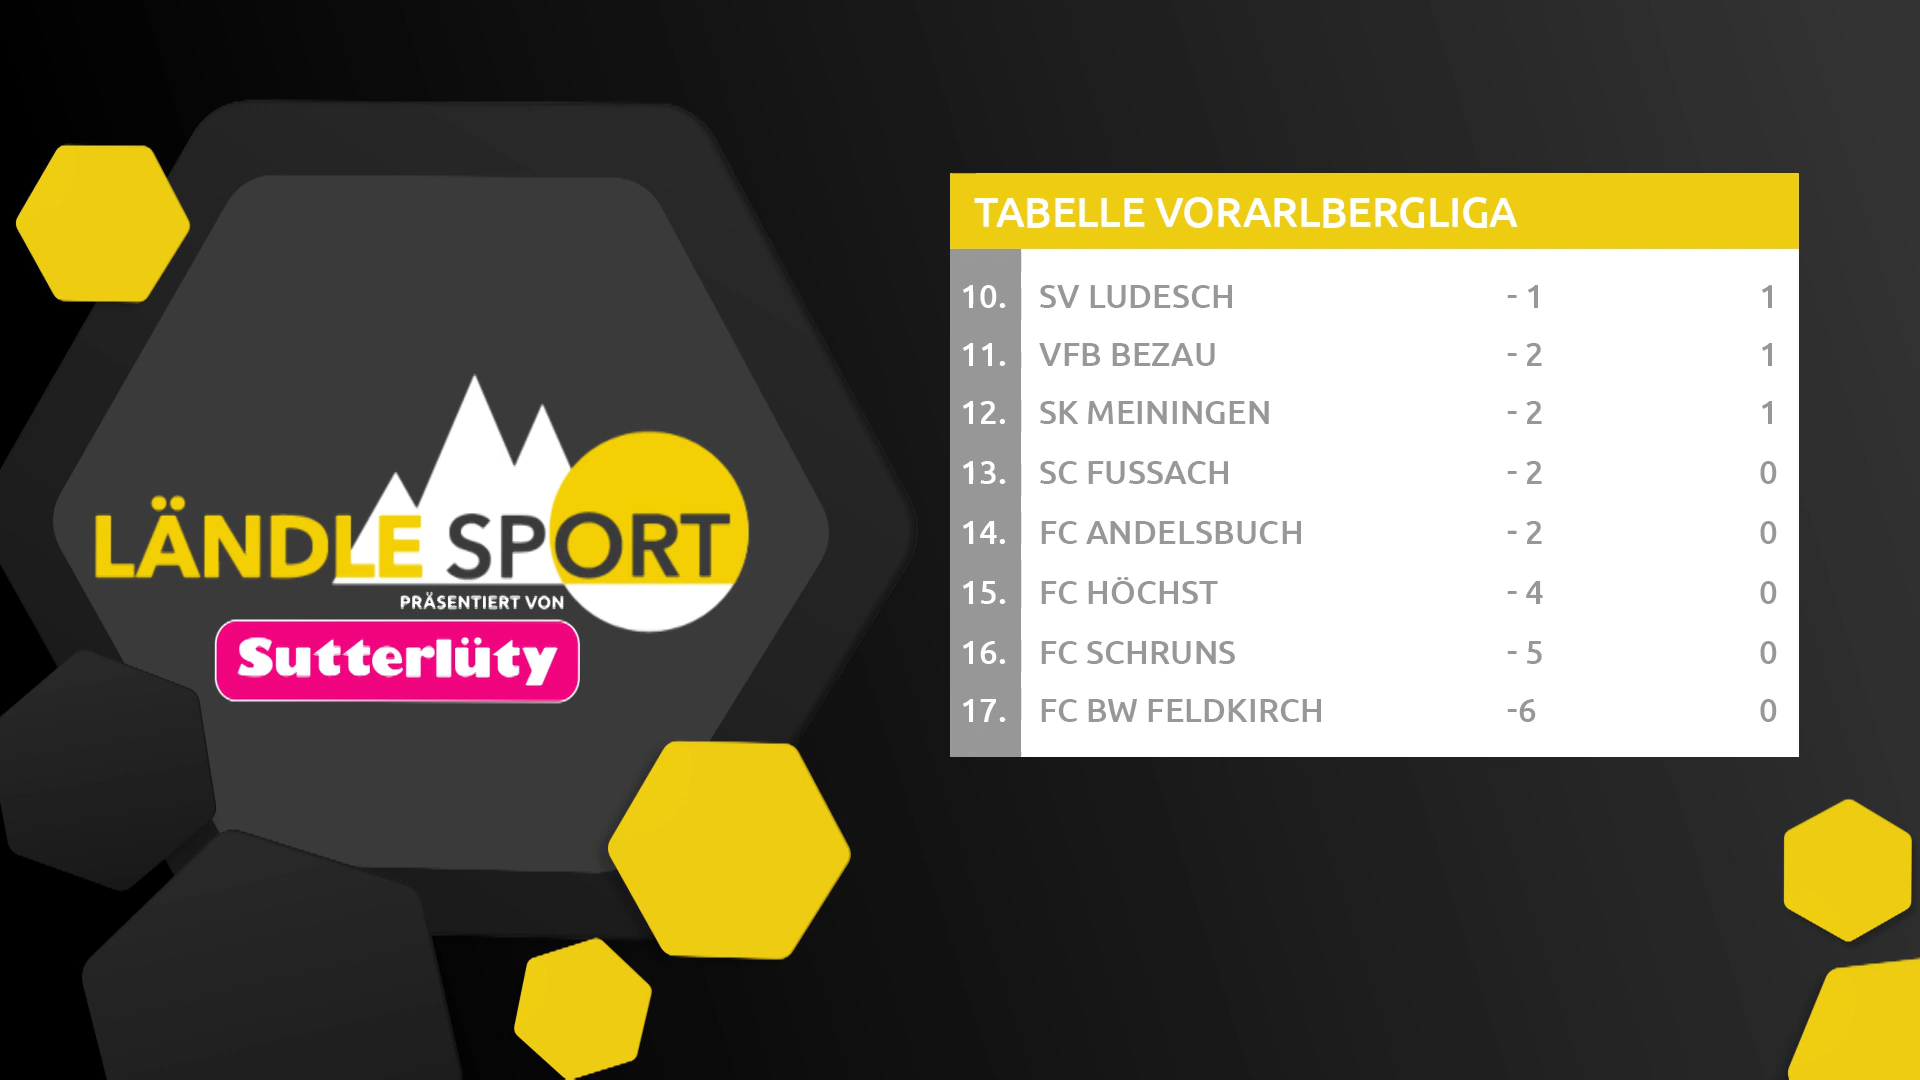 LÄNDLE SPORT
PRÄSENTIERT VON
Sutterlüty
TABELLE VORARLBERGLIGA
10. SV LUDESCH - 1 1
11. VFB BEZAU - 2 1
12. SK MEININGEN - 2 1
13. SC FUSSACH - 2 0
14. FC ANDELSBUCH - 2 0
15. FC HÖCHST - 4 0
16. FC SCHRUNS - 5 0
17. FC BW FELDKIRCH -6 0